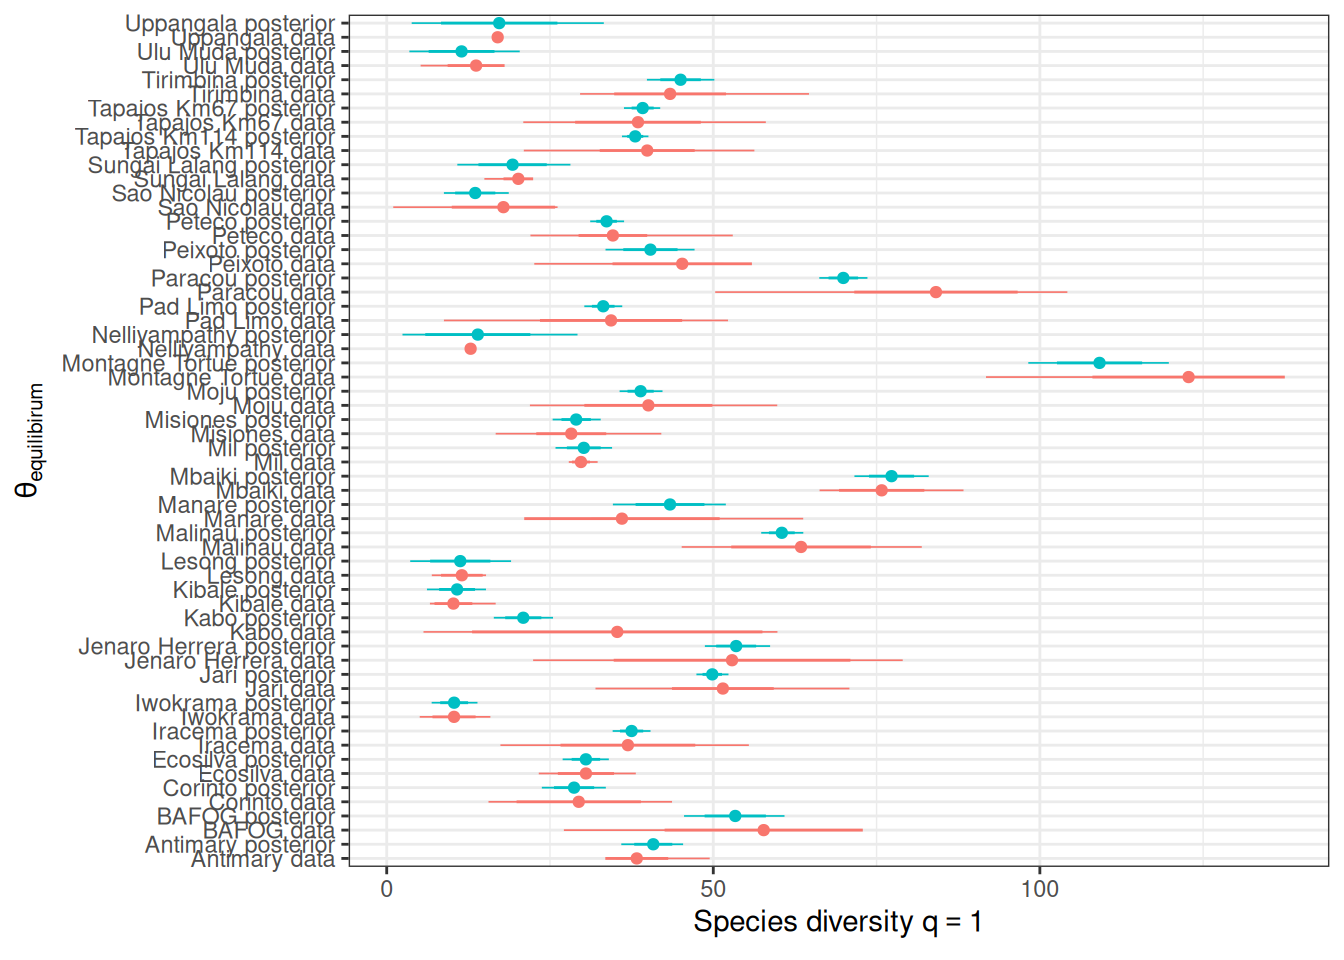 Uppangala posterior
Uppangala data
Ulu Muda posterior
Ulu Muda data
Tirimbina posterior
Tirimbina data
Tapajos Km67 posterior
Tapajos Km67 data
Tapajos Km114 posterior
Tapajos Km114 data
Sungai Lalang posterior
Sungai Lalang data
Sao Nicolau posterior
Sao Nicolau data
Peteco posterior
Peteco data
Peixoto posterior
Peixoto data
Paracou posterior
Paracou data
Pad Limo posterior
Pad Limo data
Nelliyampathy posterior
Nelliyampathy data
Montagne Tortue posterior
Montagne Tortue data
Moju posterior
Moju data
Misiones posterior
Misiones data
Mil posterior
Mil data
Mbaiki posterior
Mbaiki data
Manare posterior
Manare data
Malinau posterior
Malinau data
Lesong posterior
Lesong data
Kibale posterior
Kibale data
Kabo posterior
Kabo data
Jenaro Herrera posterior
Jenaro Herrera data
Jari posterior
Jari data
Iwokrama posterior
Iwokrama data
Iracema posterior
Iracema data
Ecosilva posterior
Ecosilva data
Corinto posterior
Corinto data
BAFOG posterior
BAFOG data
Antimary posterior
Antimary data
θequilibirum
0 50 100
Species diversity q = 1